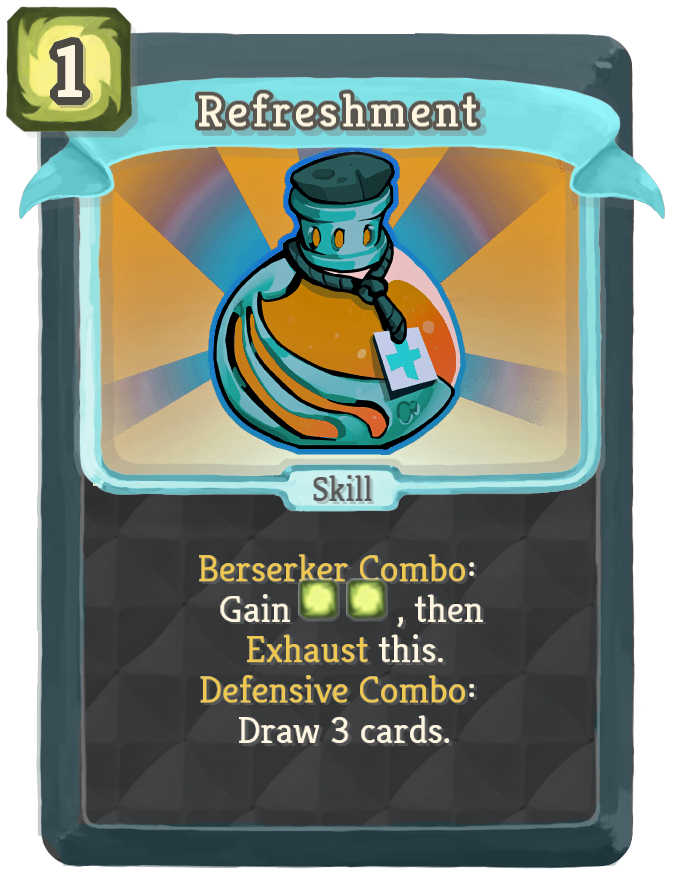 1
Refreshment
Skill
Berserker Combo:
Gain , then
Exhaust this.
Defensive Combo:
Draw 3 cards.